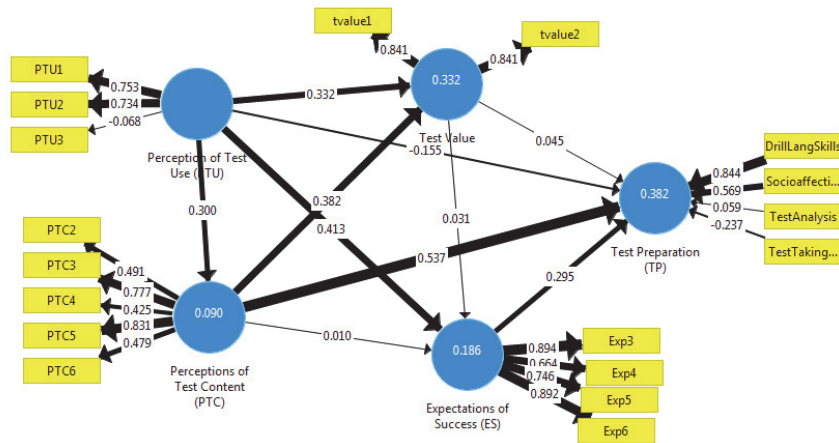 tvalue1
tvalue2
0.841
0.841
PTU1
PTU2
PTU3
0.753
0.734
-0.068
Perception of Test
Use (PTU)
0.332
0.332
Test Value
-0.155
0.045
0.300
0.382
0.413
0.031
0.382
Test Preparation
(TP)
DrillLangSkills
Socioaffecti...
TestAnalysis
TestTaking...
0.844
0.569
0.059
-0.237
PTC2
PTC3
PTC4
PTC5
PTC6
0.491
0.777
0.425
0.831
0.479
0.090
Perceptions of
Test Content
(PTC)
0.537
0.010
0.295
0.186
Expectations of
Success (ES)
0.894
0.664
0.746
0.892
Exp3
Exp4
Exp5
Exp6